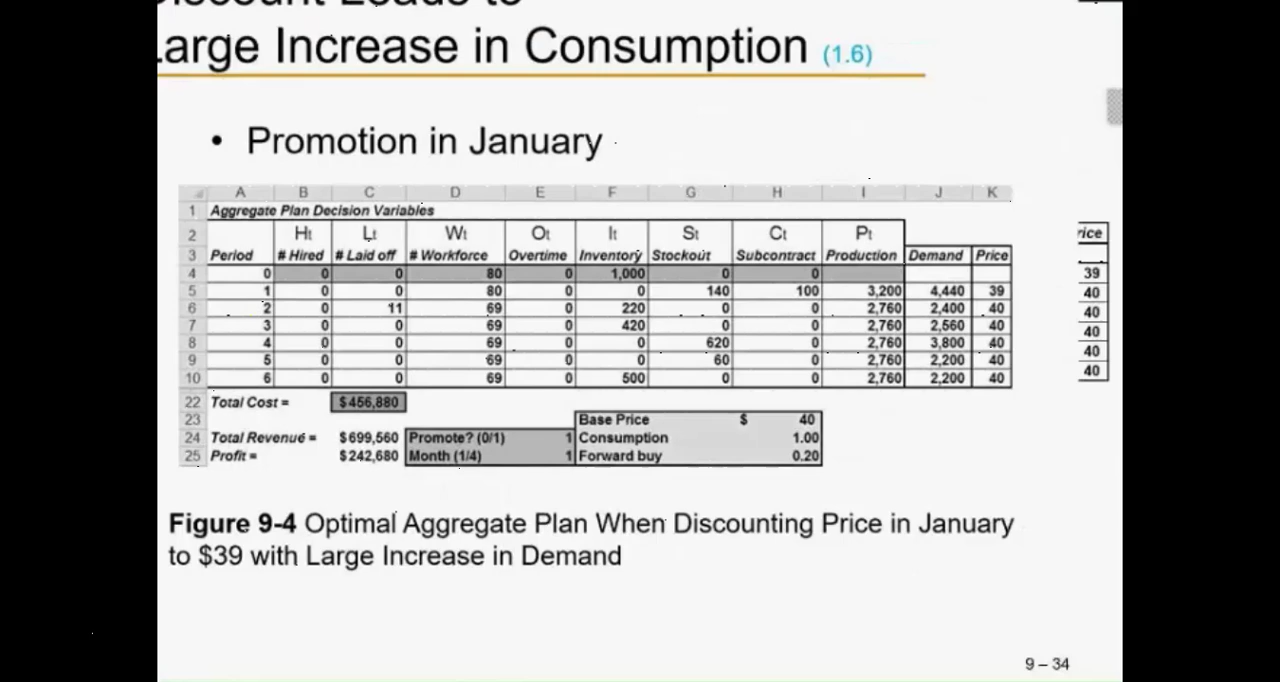 Large Increase in Consumption (1.6)
• Promotion in January
A B C D E F G H I J K
1 Aggregate Plan Decision Variables
2 Ht Lt Wt Ot It St Ct Pt
3 Period # Hired # Laid off # Workforce Overtime Inventory Stockout Subcontract Production Demand Price
4 0 0 0 80 0 1,000 0 0
5 1 0 0 80 0 0 140 100 3,200 4,440 39
6 2 0 11 69 0 220 0 0 2,760 2,400 40
7 3 0 0 69 0 420 0 0 2,760 2,560 40
8 4 0 0 69 0 0 620 0 2,760 3,800 40
9 5 0 0 69 0 0 60 0 2,760 2,200 40
10 6 0 0 69 0 500 0 0 2,760 2,200 40
22 Total Cost = $456,880
23 Base Price $ 40
24 Total Revenue = $699,560 Promote? (0/1) 1 Consumption 1.00
25 Profit = $242,680 Month (1/4) 1 Forward buy 0.20
rice
39
40
40
40
40
40
Figure 9-4 Optimal Aggregate Plan When Discounting Price in January
to $39 with Large Increase in Demand
9 – 34